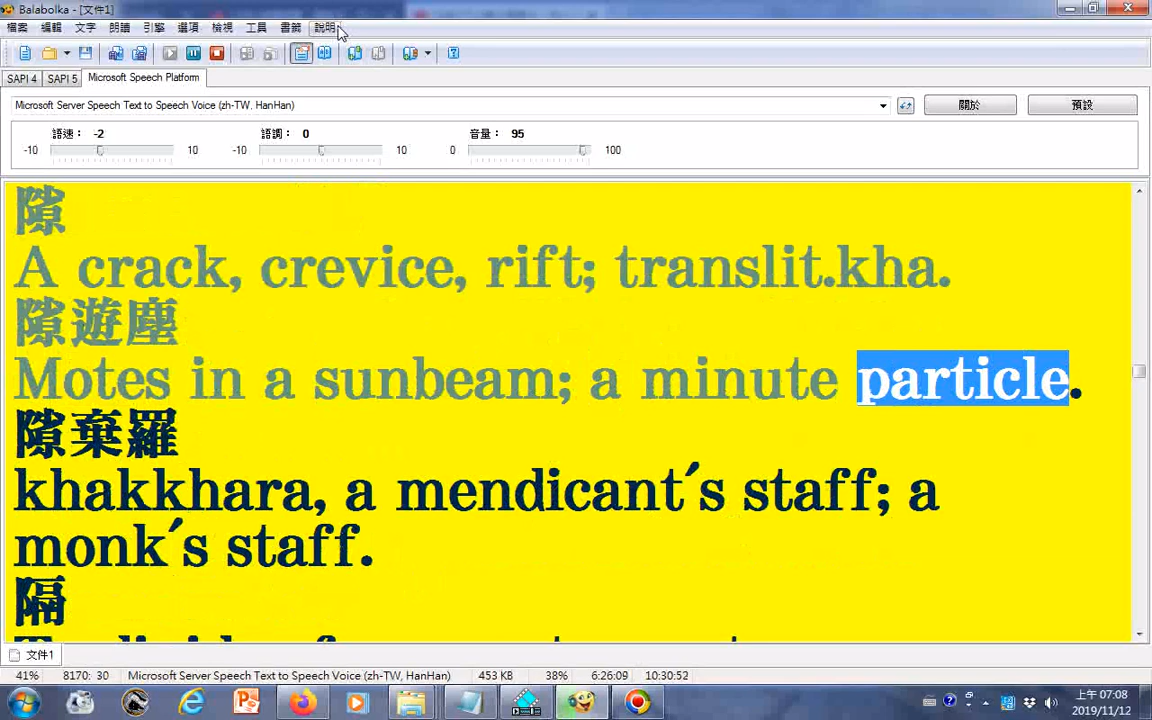 Balabolka - [文件1]
檔案 編輯 文字 朗讀 引擎 選項 檢視 工具 書籤 說明
SAPI 4 SAPI 5 Microsoft Speech Platform
Microsoft Server Speech Text to Speech Voice (zh-TW, HanHan) 關於 預設
語速： -2 語調： 0 音量： 95
-10 10 -10 10 0 100
隙
A crack, crevice, rift; translit.kha.
隙遊塵
Motes in a sunbeam; a minute particle.
隙棄羅
khakkhara, a mendicant's staff; a
monk's staff.
隔
文件1
41% 8170: 30 Microsoft Server Speech Text to Speech Voice (zh-TW, HanHan) 453 KB 38% 6:26:09 10:30:52
上午 07:08
2019/11/12